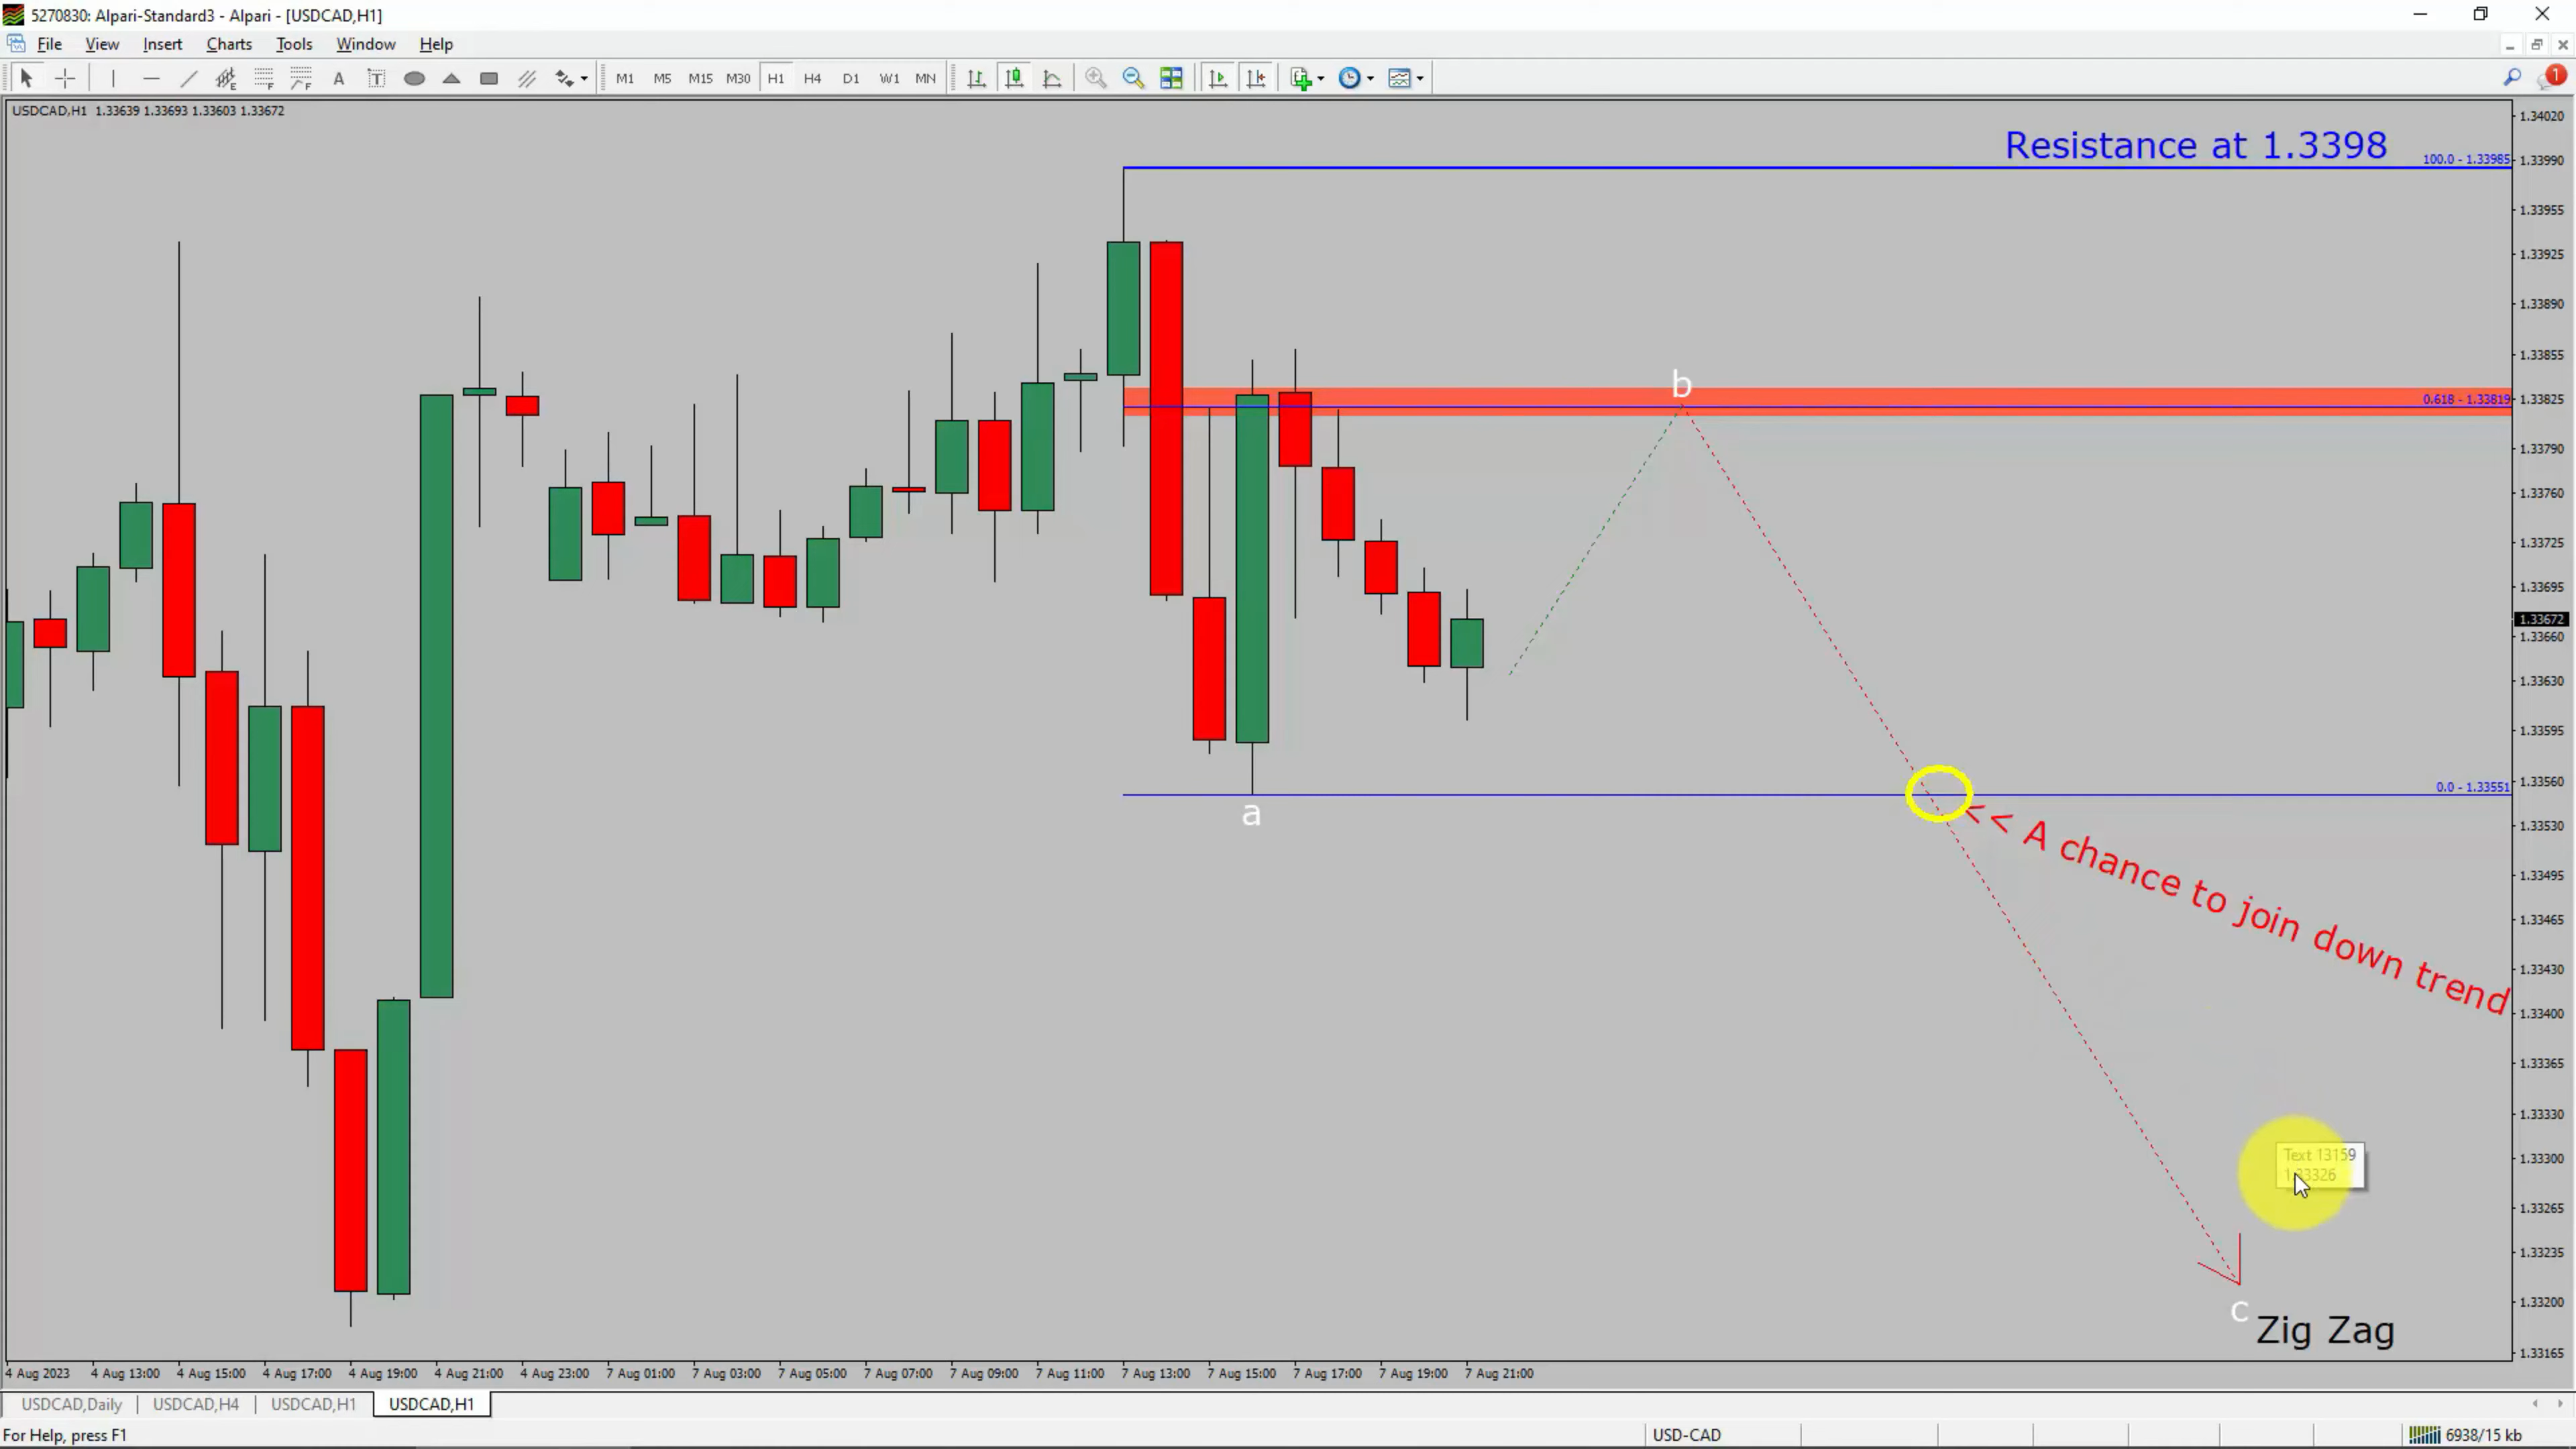 5270830: Alpari-Standard3 - Alpari - [USDCAD,H1]
File View Insert Charts Tools Window Help
A T M1 M5 M15 M30 H1 H4 D1 W1 MN 1
USDCAD,H1 1.33639 1.33693 1.33603 1.33672
1.34020
Resistance at 1.3398
100.0 - 1.33985
1.33990
1.33955
1.33925
1.33890
1.33855
b
0.618 - 1.33819
1.33825
1.33790
1.33760
1.33725
1.33695
1.33672
1.33660
1.33630
1.33595
0.0 - 1.33551
1.33560
a
<< A chance to join down trend
1.33530
1.33495
1.33465
1.33430
1.33400
1.33365
1.33330
Text 13159
1.33326
1.33300
1.33265
1.33235
1.33200
c
Zig Zag
1.33165
4 Aug 2023 4 Aug 13:00 4 Aug 15:00 4 Aug 17:00 4 Aug 19:00 4 Aug 21:00 4 Aug 23:00 7 Aug 01:00 7 Aug 03:00 7 Aug 05:00 7 Aug 07:00 7 Aug 09:00 7 Aug 11:00 7 Aug 13:00 7 Aug 15:00 7 Aug 17:00 7 Aug 19:00 7 Aug 21:00
USDCAD,Daily USDCAD,H4 USDCAD,H1 USDCAD,H1
For Help, press F1 USD-CAD 6938/15 kb